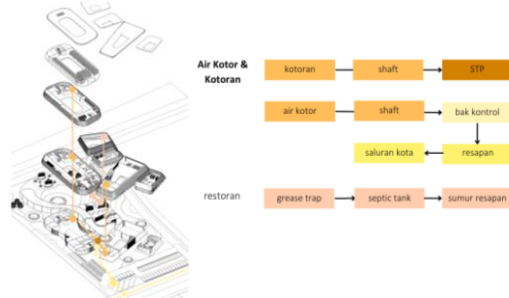 Air Kotor &
Kotoran
kotoran
shaft
STP
air kotor
shaft
bak kontrol
saluran kota
resapan
restoran
grease trap
septic tank
sumur resapan